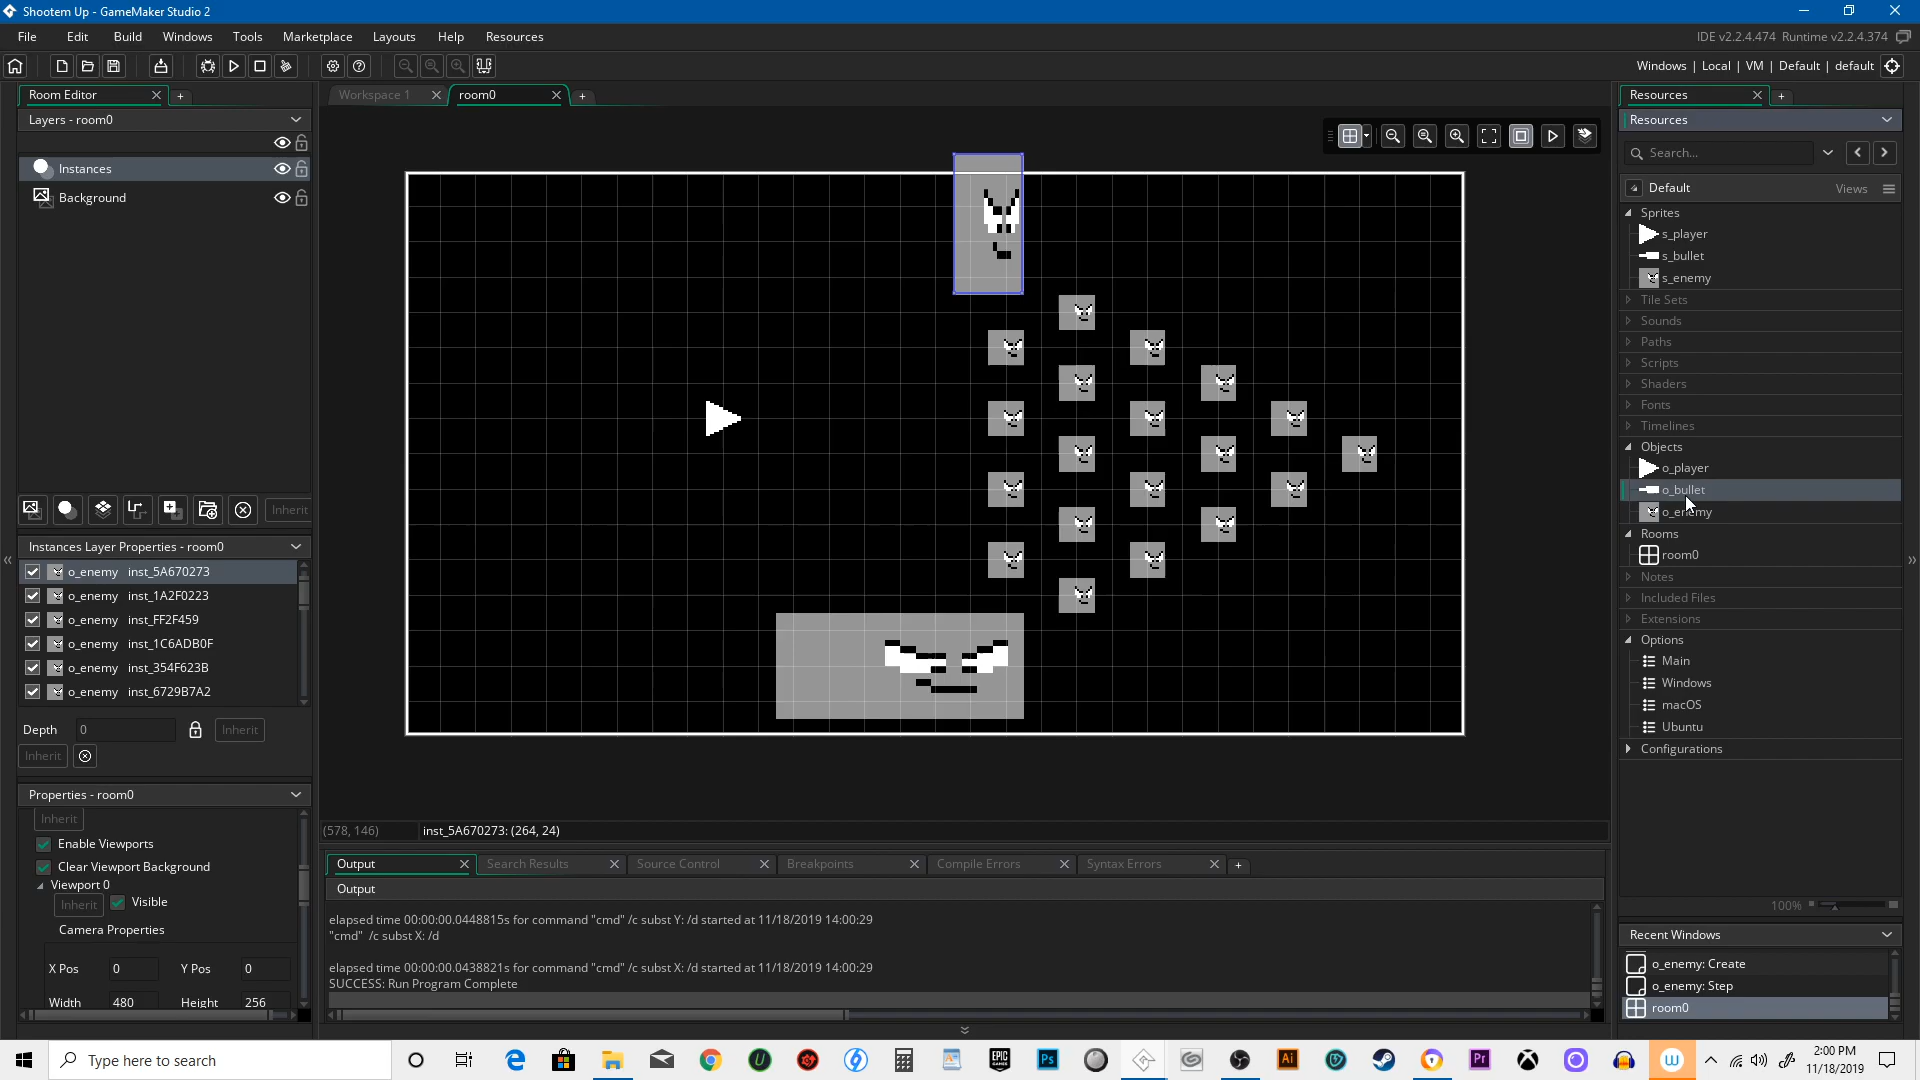 Shootem Up - GameMaker Studio 2
File Edit Build Windows Tools Marketplace Layouts Help Resources
IDE v2.2.4.474 Runtime v2.2.4.374
Windows | Local | VM | Default | default
Room Editor
Workspace 1
room0
Resources
Layers - room0
Resources
Search...
Instances
Background
Default
Views
Sprites
s_player
s_bullet
s_enemy
Tile Sets
Sounds
Paths
Scripts
Shaders
Fonts
Timelines
Objects
o_player
o_bullet
o_enemy
Rooms
room0
Notes
Included Files
Extensions
Options
Main
Windows
macOS
Ubuntu
Configurations
Inherit
Instances Layer Properties - room0
o_enemy inst_5A670273
o_enemy inst_1A2F0223
o_enemy inst_FF2F459
o_enemy inst_1C6ADB0F
o_enemy inst_354F623B
o_enemy inst_6729B7A2
Depth 0 Inherit
Inherit
Properties - room0
Inherit
Enable Viewports
Clear Viewport Background
Viewport 0
Inherit Visible
Camera Properties
X Pos 0 Y Pos 0
Width 480 Height 256
(578, 146) inst_5A670273: (264, 24)
Output Search Results Source Control Breakpoints Compile Errors Syntax Errors
Output
elapsed time 00:00:00.0448815s for command "cmd" /c subst Y: /d started at 11/18/2019 14:00:29
"cmd" /c subst X: /d
elapsed time 00:00:00.0438821s for command "cmd" /c subst X: /d started at 11/18/2019 14:00:29
SUCCESS: Run Program Complete
100%
Recent Windows
o_enemy: Create
o_enemy: Step
room0
Type here to search
EPIC GAMES
Ps
Ai
Pr
W
2:00 PM
11/18/2019